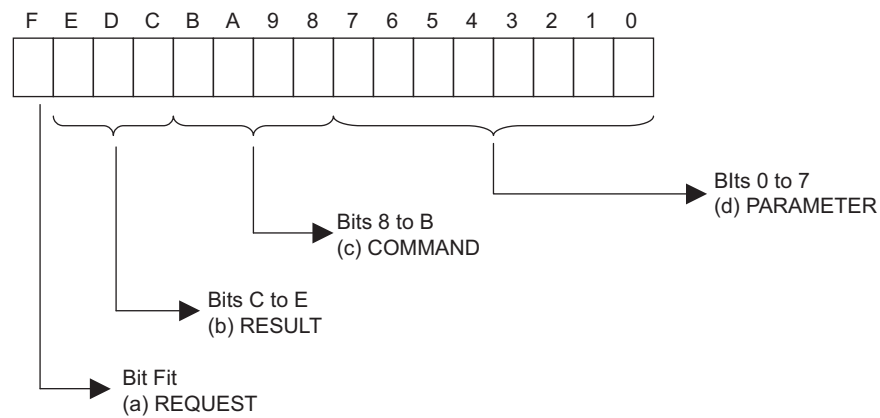 F E D C B A 9 8 7 6 5 4 3 2 1 0
BIts 0 to 7
(d) PARAMETER
Bits 8 to B
(c) COMMAND
Bits C to E
(b) RESULT
Bit Fit
(a) REQUEST